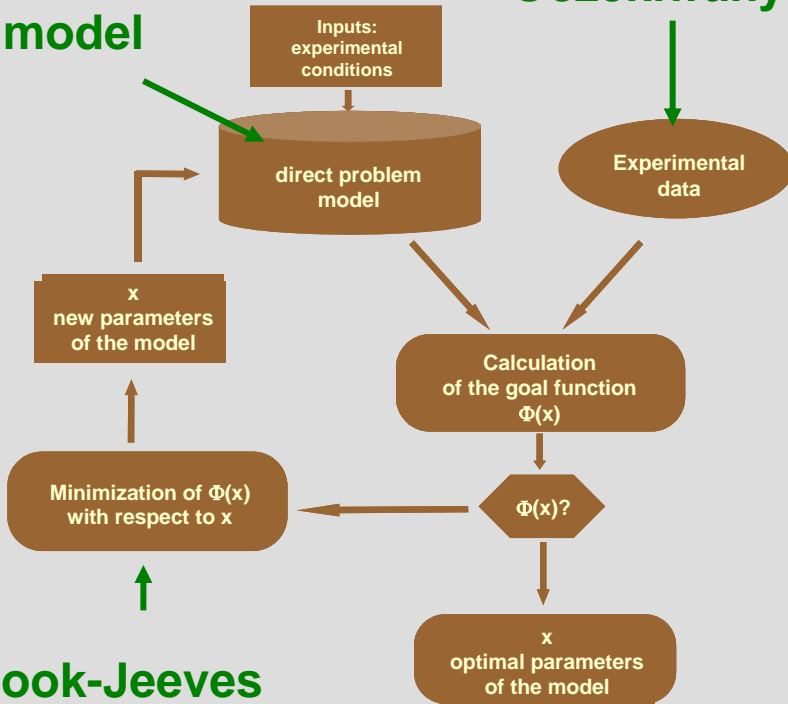 model
Inputs:
experimental
conditions
direct problem
model
Experimental
data
x
new parameters
of the model
Calculation
of the goal function
Φ(x)
Minimization of Φ(x)
with respect to x
Φ(x)?
x
optimal parameters
of the model
ook-Jeeves